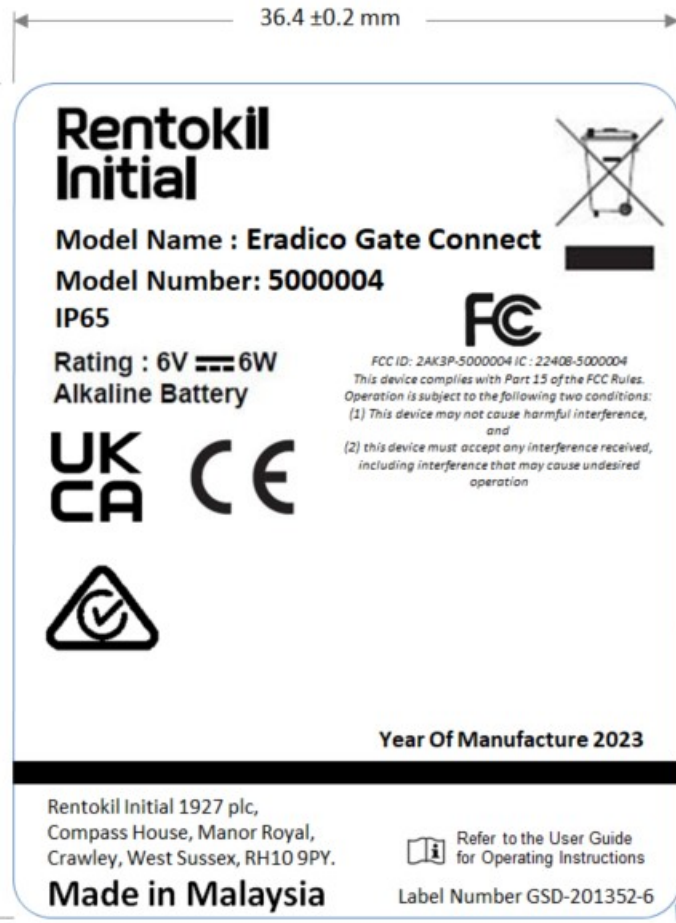 36.4 ±0.2 mm
Rentokil
Initial
Model Name : Eradico Gate Connect
Model Number: 5000004
IP65
Rating : 6V 6W
Alkaline Battery
FC
FCC ID: 2AK3P-5000004 IC : 22408-5000004
This device complies with Part 15 of the FCC Rules.
Operation is subject to the following two conditions:
(1) This device may not cause harmful interference,
and
(2) this device must accept any interference received,
including interference that may cause undesired
operation
UK
CA
CE
Year Of Manufacture 2023
Rentokil Initial 1927 plc,
Compass House, Manor Royal,
Crawley, West Sussex, RH10 9PY.
Made in Malaysia
Refer to the User Guide
for Operating Instructions
Label Number GSD-201352-6